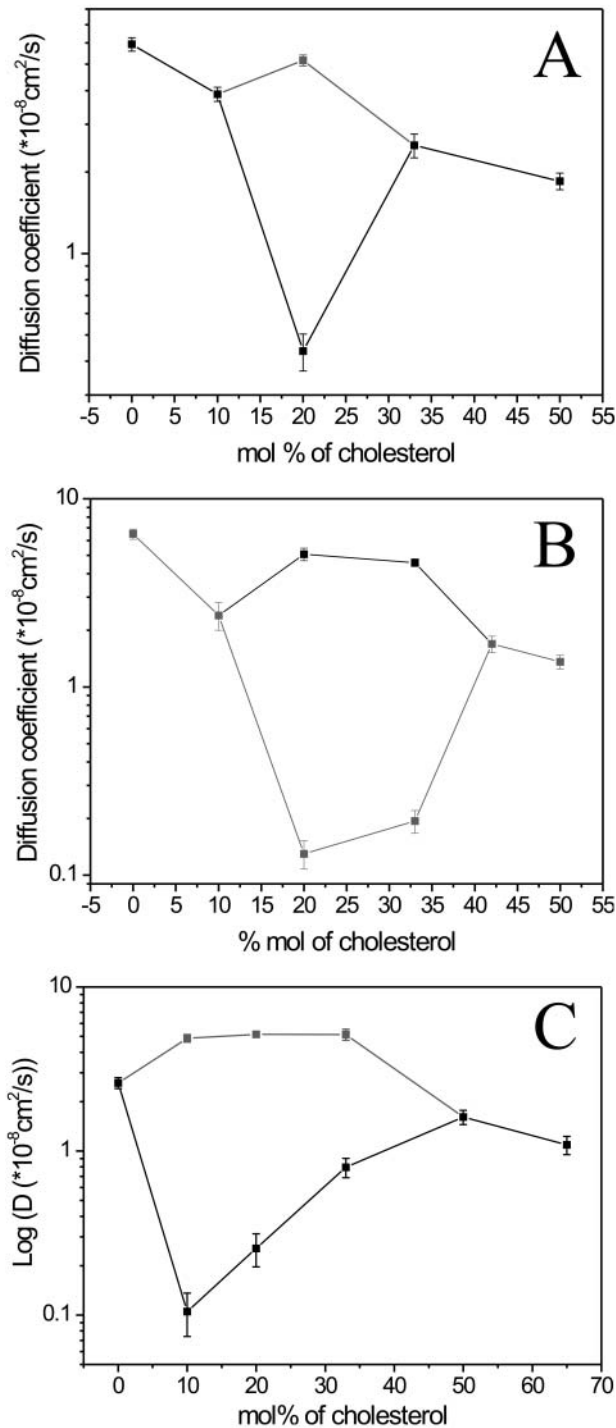 A
Diffusion coefficient (*10⁻⁸cm²/s)
1
-5 0 5 10 15 20 25 30 35 40 45 50 55
mol % of cholesterol
B
Diffusion coefficient (*10⁻⁸cm²/s)
10
1
0.1
-5 0 5 10 15 20 25 30 35 40 45 50 55
% mol of cholesterol
C
Log (D (*10⁻⁸cm²/s))
10
1
0.1
0 10 20 30 40 50 60 70
mol% of cholesterol